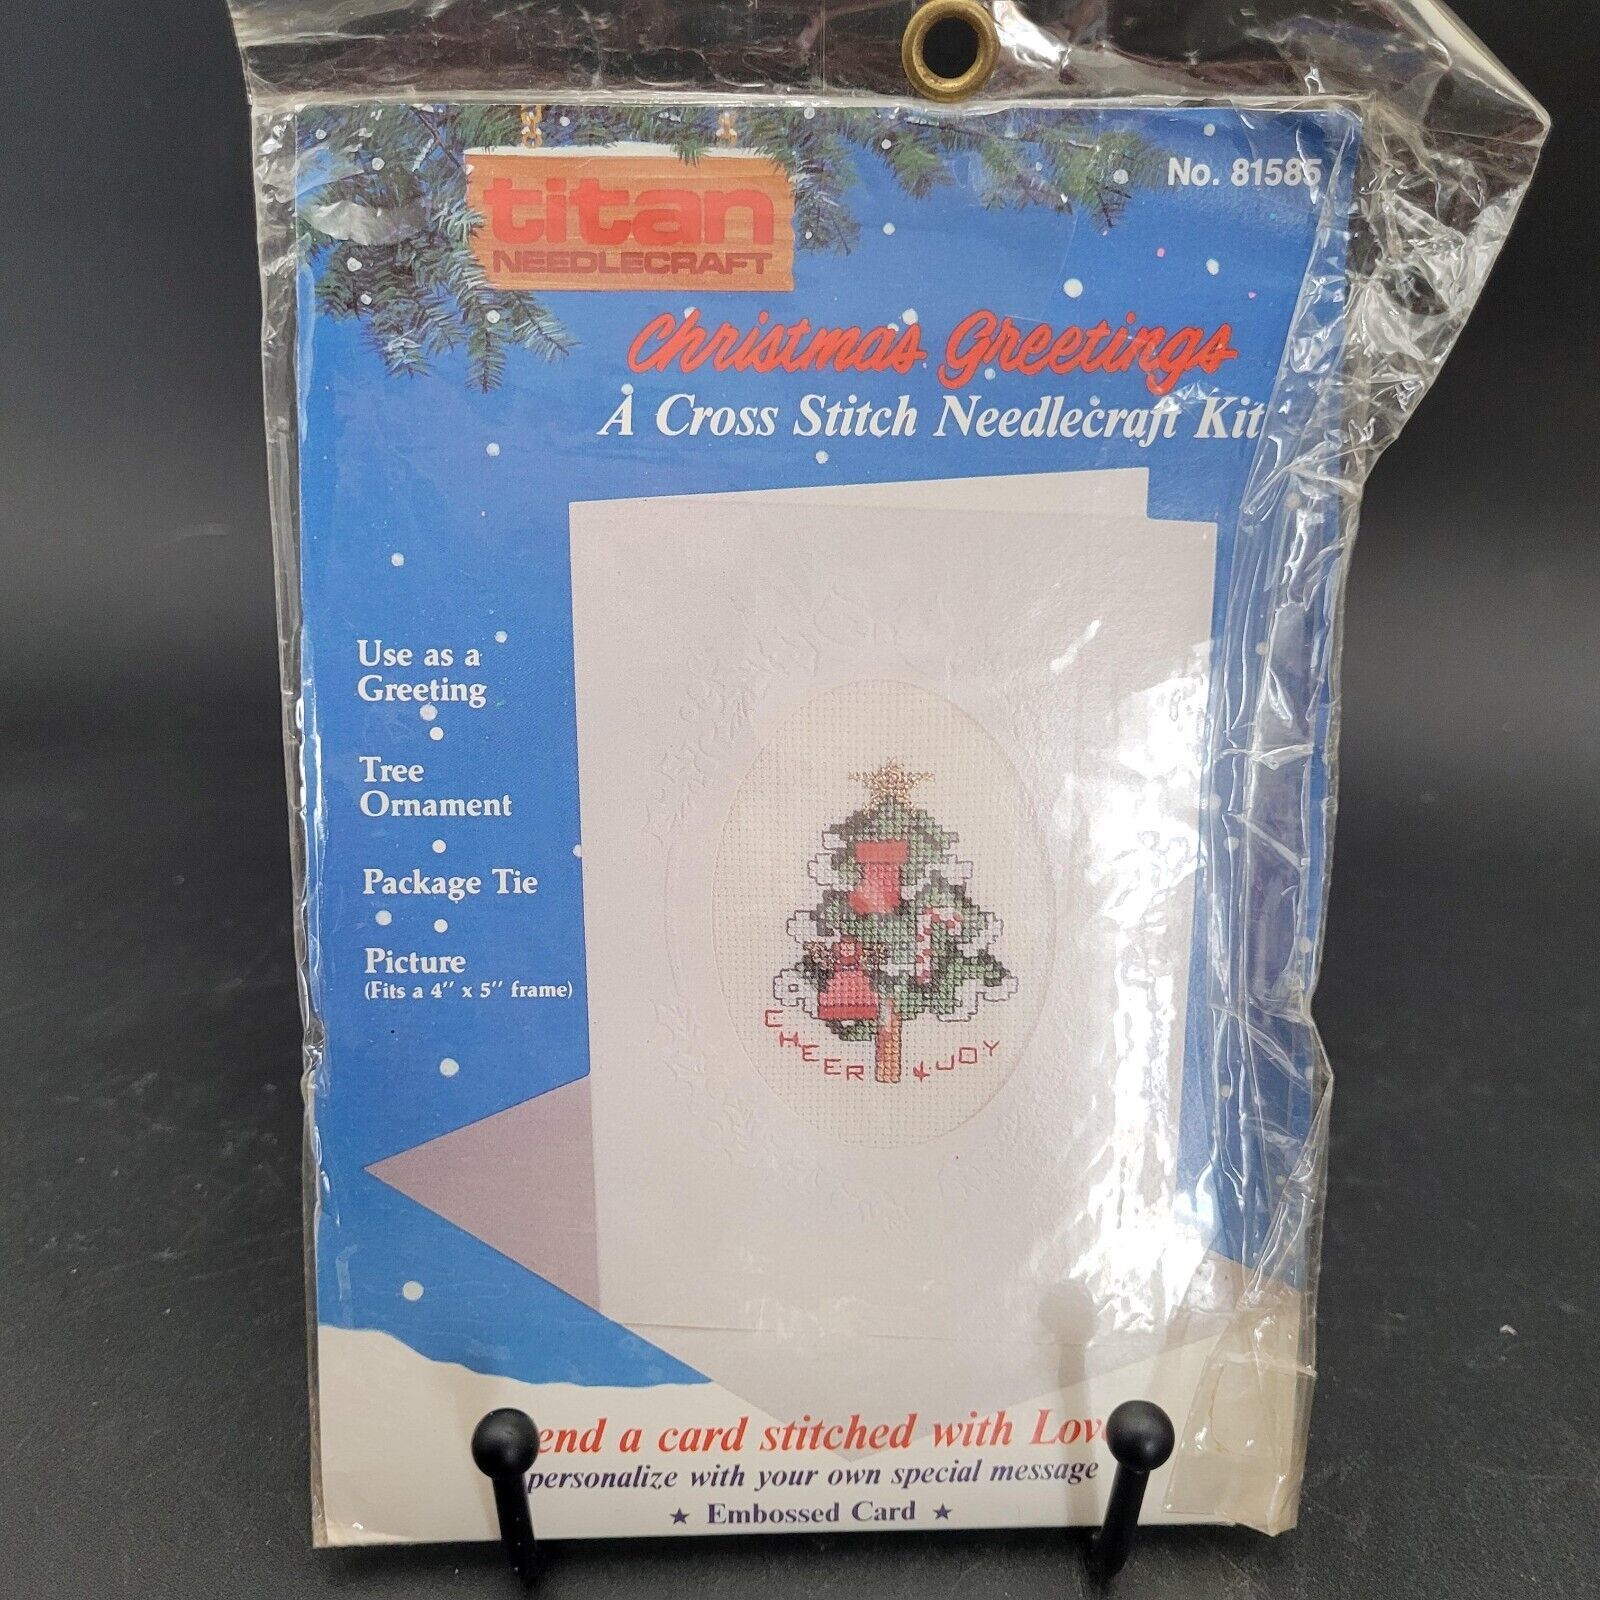 titan
NEEDLECRAFT
No. 81585
Christmas Greetings
A Cross Stitch Needlecraft Kit
Use as a
Greeting
Tree
Ornament
Package Tie
Picture
(Fits a 4" x 5" frame)
CHEER & JOY
end a card stitched with Lov
personalize with your own special message
★ Embossed Card ★